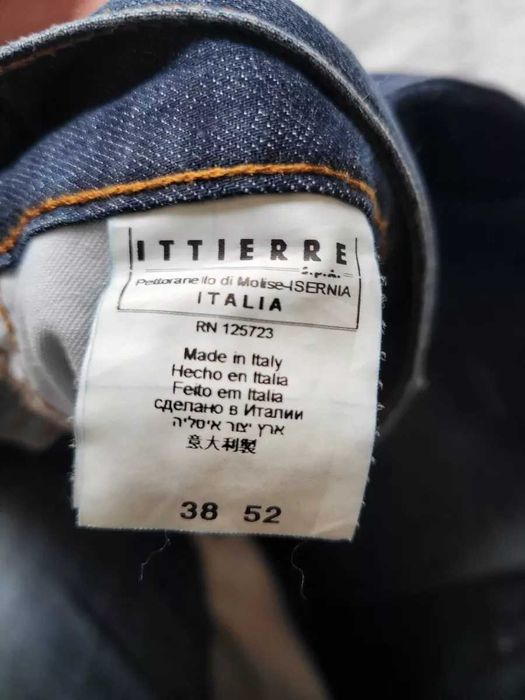 ITTIERRE
s.p.a.
Pettoranello di Molise-ISERNIA
ITALIA
RN 125723
Made in Italy
Hecho en Italia
Feito em Italia
сделано в Италии
ארץ יצור איטליה
意大利製
38 52